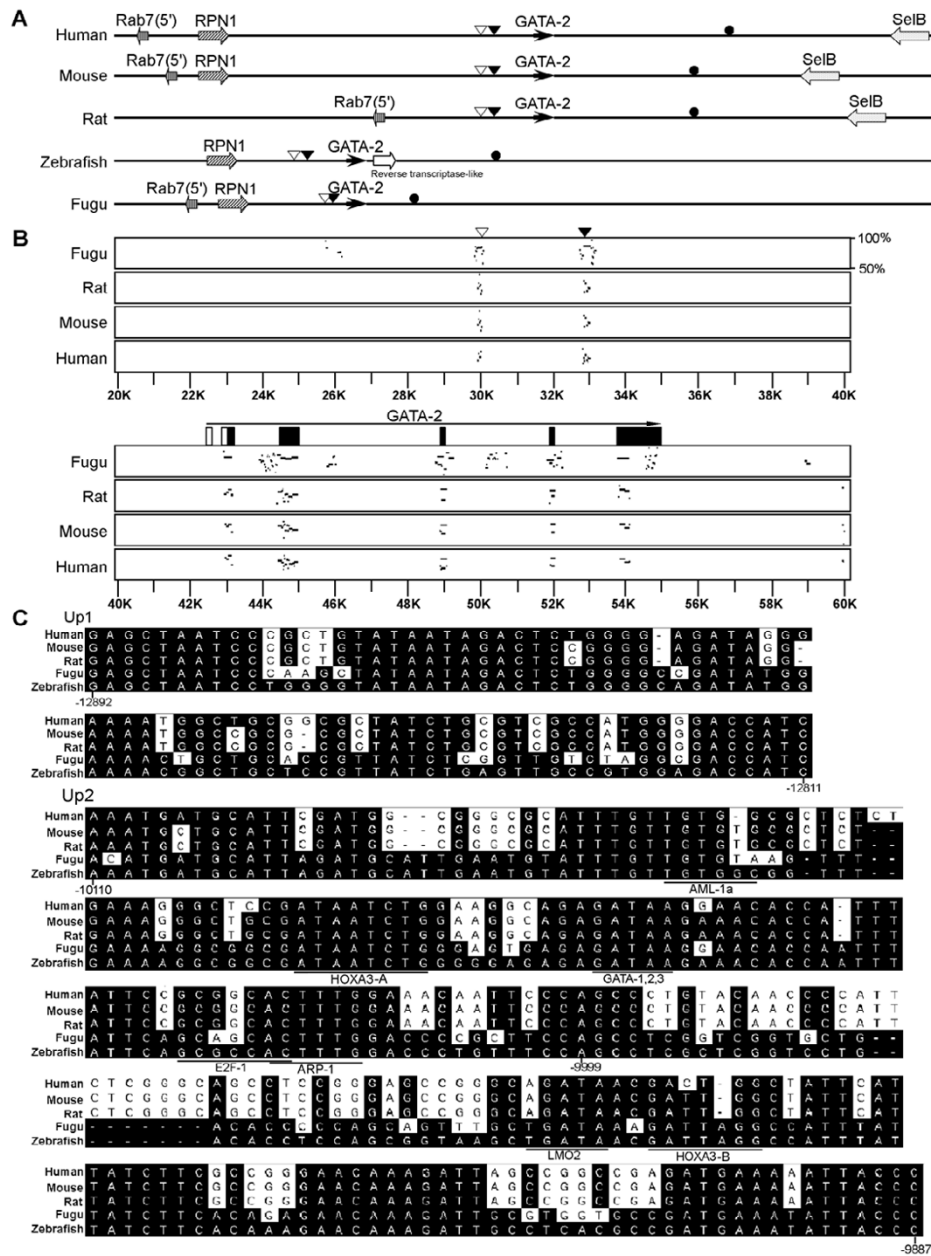 A
Rab7(5') RPN1 GATA-2 SelB
Human
Rab7(5') RPN1 GATA-2 SelB
Mouse
Rab7(5') GATA-2 SelB
Rat
RPN1 GATA-2
Zebrafish
Reverse transcriptase-like
Rab7(5') RPN1 GATA-2
Fugu
B
Fugu 100%
50%
Rat
Mouse
Human
20K 22K 24K 26K 28K 30K 32K 34K 36K 38K 40K
GATA-2
Fugu
Rat
Mouse
Human
40K 42K 44K 46K 48K 50K 52K 54K 56K 58K 60K
C
Up1
Human G A G C T A A T C C C G C T G T A T A A T A G A C T C T G G G G - A G A T A G G G
Mouse G A G C T A A T C C C G C T G T A T A A T A G A C T C C G G G G - A G A T A G G -
Rat G A G C T A A T C C C G C T G T A T A A T A G A C T C C G G G G - A G A T A G G -
Fugu G A G C T A A T C C C A A G C T A T A A T A G A C T C T G G G G C C G A T A T G G
Zebrafish G A G C T A A T C C T G G G G T A T A A T A G A C T C T G G G G C A G A T A T G G
-12892
Human A A A A T G G C T G C G G C G C T A T C T G C G T C G C C A T G G G G A C C A T C
Mouse A A A A T G G C C G C G - C G C T A T C T G C G T C G C C A T G G G G A C C A T C
Rat A A A A T G G C C G C G - C G C T A T C T G C G T C G C C A T G G G G A C C A T C
Fugu A A A A C T G C T G C A C C G T T A T C T C G G T T G T C T A G G C G A C C A T C
Zebrafish A A A A C G G C T G C T C C G T T A T C T G A G T T G C C G T G G A G A C C A T C
-12811
Up2
Human A A A T G A T G C A T T C G A T G G - - C G G G C G C A T T T G T T G T G - G C G C T C T C T
Mouse A A A T G C T G C A T T C G A T G G - - C G G G C G C A T T T G T T G T G T G C G C T C T - -
Rat A A A T G C T G C A T T C G A T G G - - C G G G C G C A T T T G T T G T G T G C G C T C T - -
Fugu A C A T G A T G C A T T A G A T G C A T T G A A T G T A T T T G T T G T G T A A G - T T T - -
Zebrafish A A A T G A T G C A T T A G A T G C A T T G A A T G T A T T T G T T G T G G C G G - T T T - -
-10110
AML-1a
Human G A A A G G G C T C C G A T A A T C T G G A A G G C A G A G A T A A G G A A C A C C A - T T T
Mouse G A A A G G G C T G C G A T A A T C T G G A A G G C A G A G A T A A G A A A C A C C A - T T T
Rat G A A A G G G C T G C G A T A A T C T G G A A G G C A G A G A T A A G A A A C A C C A - T T T
Fugu G A A A A G G C G G C G A T A A T C T G G G A G T G A G A G A T A A G G A A C A C C A A T T T
Zebrafish G A A A A G G C G G C G A T A A T C T G G G G G A G A G A G A T A A G A A A C A C C A A T T T
HOXA3-A GATA-1,2,3
Human A T T C C G C G G C A C T T T G G A A A C A A T T C C C A G C C C T G T A C A A C C C C A T T
Mouse A T T C C G C G G C A C T T T G G A A A C A A T T C C C A G C C C T G T A C A A C C C C A T T
Rat A T T C C G C G G C A C T T T G G A A A C A A T T C C C A G C C C T G T A C A A C C C C A T T
Fugu A T T C A G C A G C A C T T T G G A C C C C G C T T C C A G C C T C G T C G G T C G G T G C T G - -
Zebrafish A T T C A G C G C C A C T T T G G A C C C T G T T T C C A G C C T C G C T C G G T C C T G - -
E2F-1 ARP-1 -9999
Human C T C G G G C A G C C T C C G G G A G C C G G G C A G A T A A C G A C T - G G C T A T T C A T
Mouse C T C G G G C A G C C T C C G G G A G C C G G G C A G A T A A C G A T T - G G C T A T T C A T
Rat C T C G G G C A G C C T C C G G G A G C C G G G C A G A T A A C G A T T - G G C T A T T C A T
Fugu - - - - - - - A C A C C C C C A G C A G T T T G C T G A T A A A G A T T A G G C C A T T T A T
Zebrafish - - - - - - - A C A C C T C C A G C G G T A A G C T G A T A A C G A T T A G G C C A T T T A T
LMO2 HOXA3-B
Human T A T C T T C G C C G G G A A C A A A G A T T A G C C G G C C G A G A T G A A A A A T T A C C C
Mouse T A T C T T C G C C G G G A A C A A A G A T T A G C C G G C C G A G A T G A A A A A T T A C C C
Rat T A T C T T C G C C G G G A A C A A A G A T T A G C C G G C C G A G A T G A A A A A T T A C C C
Fugu T A T C T T C A C A G A G A A C A A A G A T T G C G T G G T G C C G A T G A A A T A T T A C C C
Zebrafish T A T C T T C A C A A A G A A C A A A G A T T G C C T C A C G C C G A T G A A A T A T T A C C C
-9887